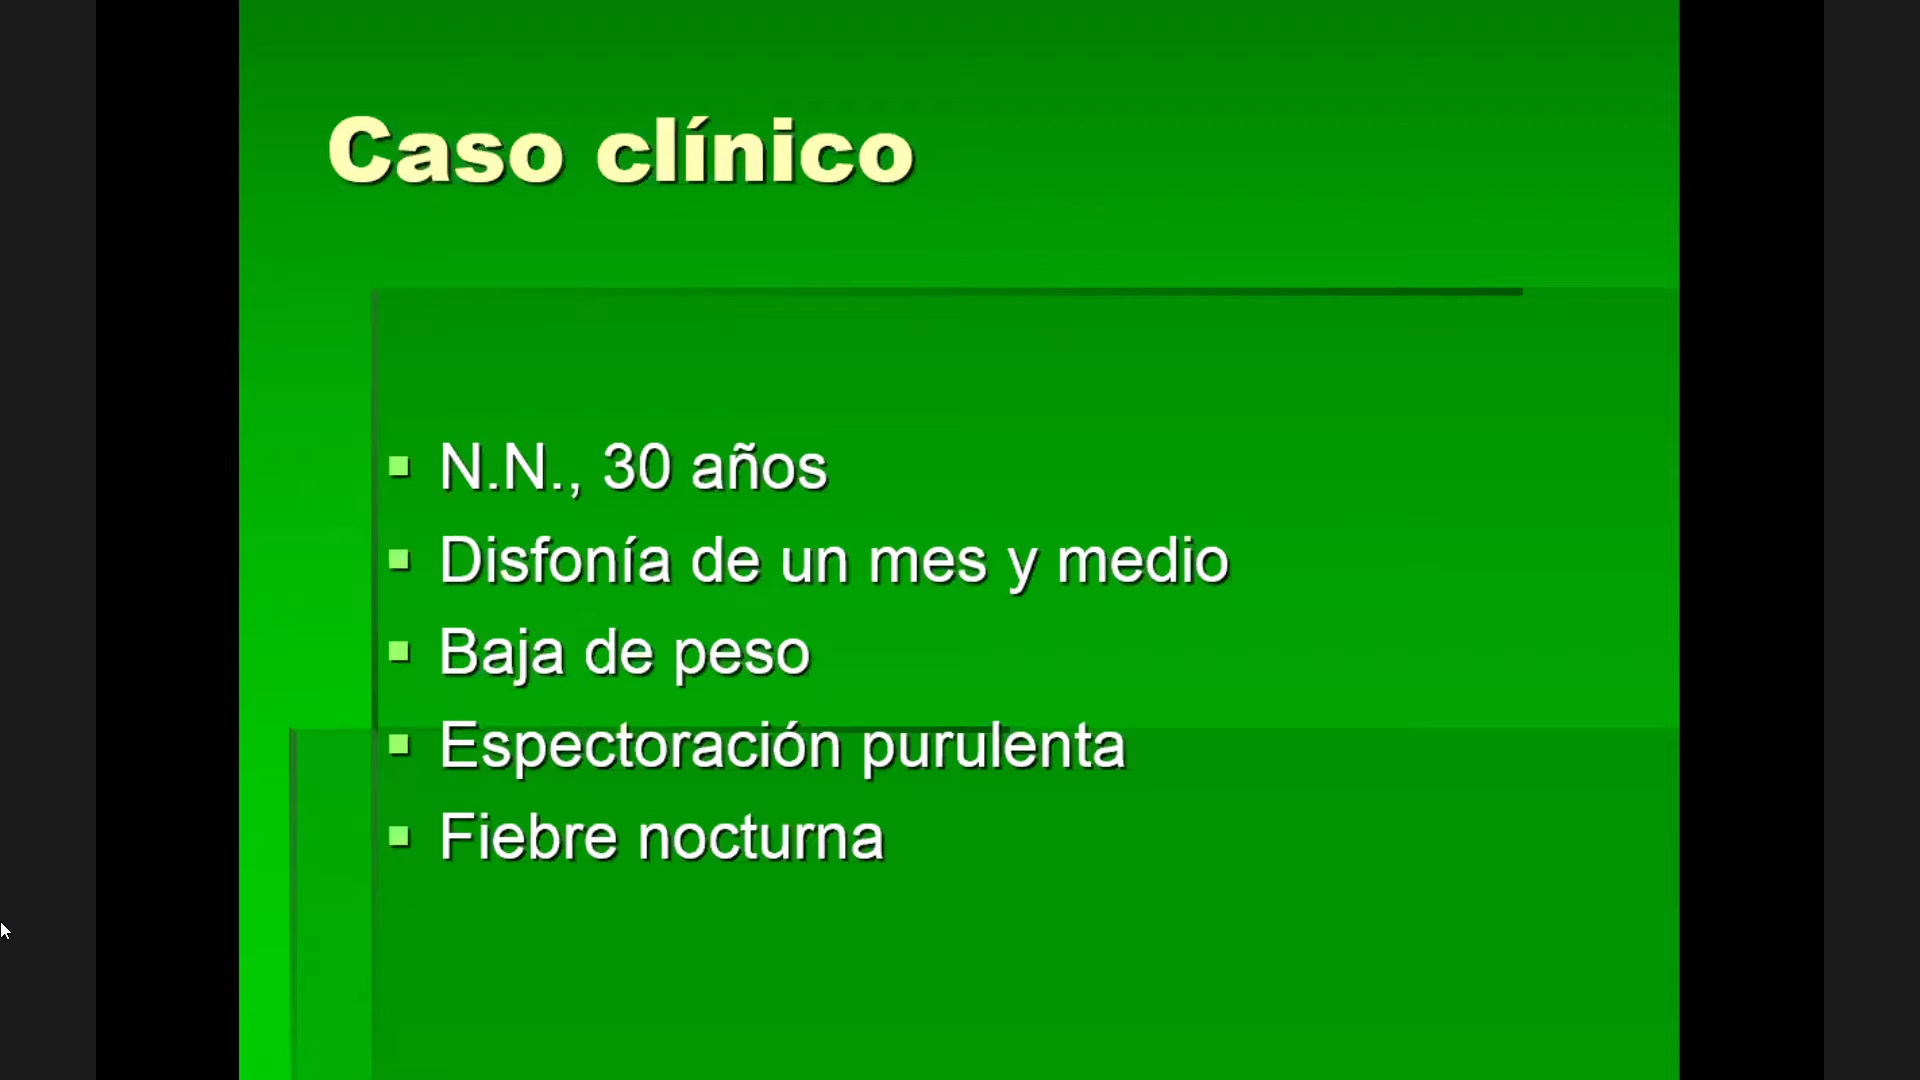 Caso clínico
N.N., 30 años
Disfonía de un mes y medio
Baja de peso
Espectoración purulenta
Fiebre nocturna